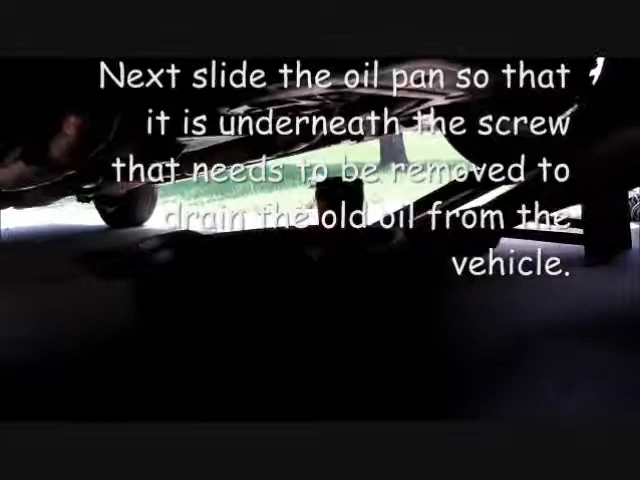 Next slide the oil pan so that
it is underneath the screw
that needs to be removed to
drain the old oil from the
vehicle.